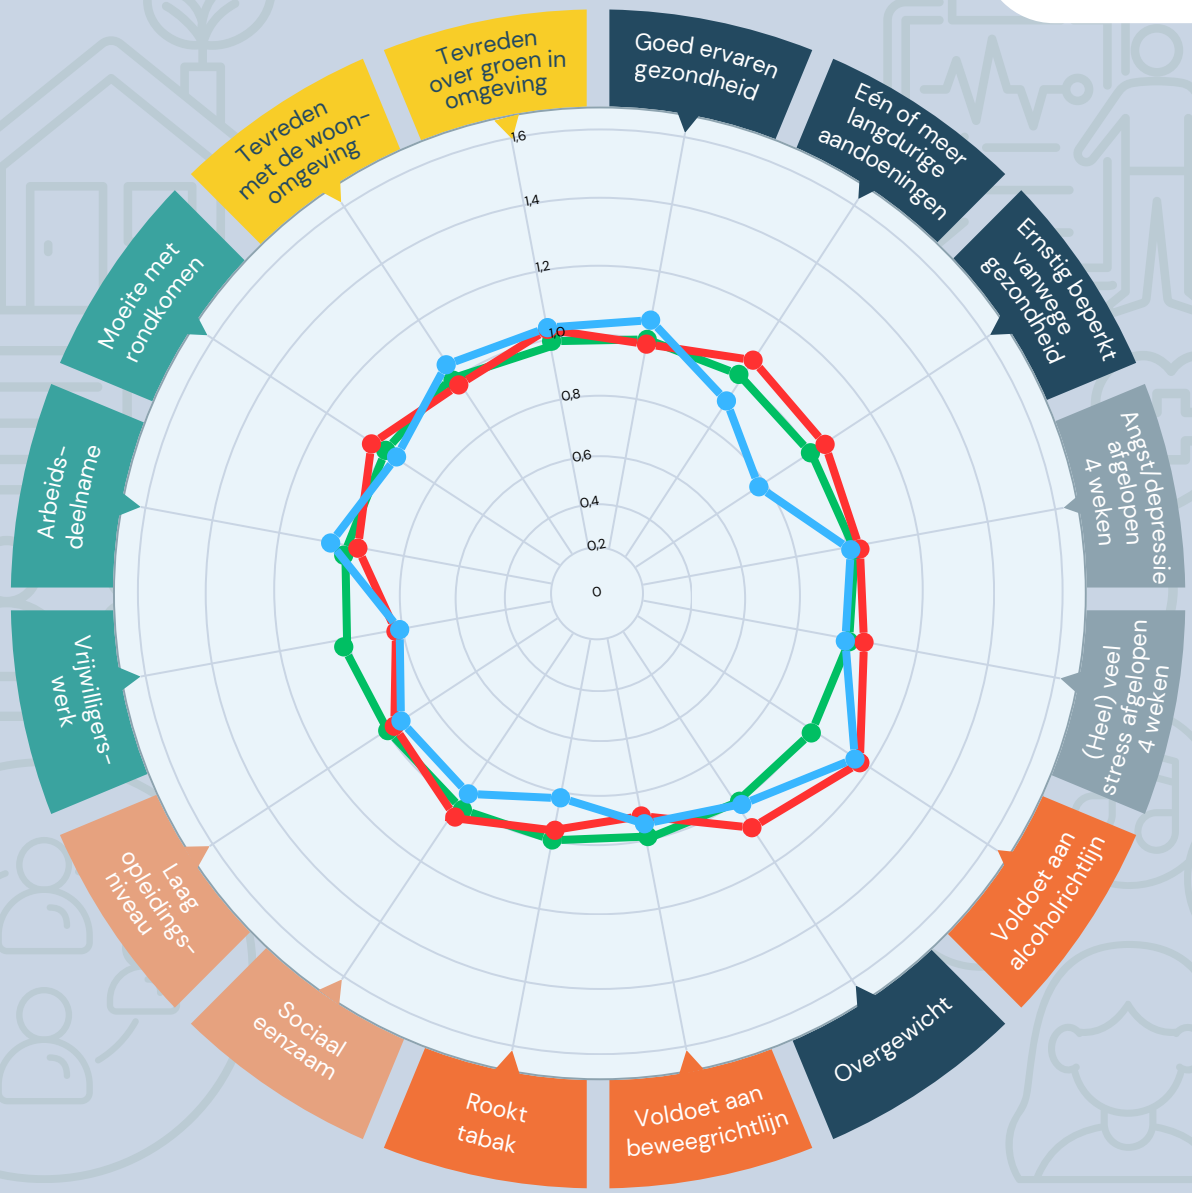 Goed ervaren
gezondheid
Eén of meer
langdurige
aandoeningen
Ernstig beperkt
vanwege
gezondheid
Angst/depressie
afgelopen
4 weken
(Heel) veel
stress afgelopen
4 weken
Voldoet aan
alcoholrichtlijn
Overgewicht
Voldoet aan
beweegrichtlijn
Rookt
tabak
Sociaal
eenzaam
Laag
opleidings-
niveau
Vrijwilligers-
werk
Arbeids-
deelname
Moeite met
rondkomen
Tevreden
met de woon-
omgeving
Tevreden
over groen in
omgeving
1,6
1,4
1,2
1,0
0,8
0,6
0,4
0,2
0